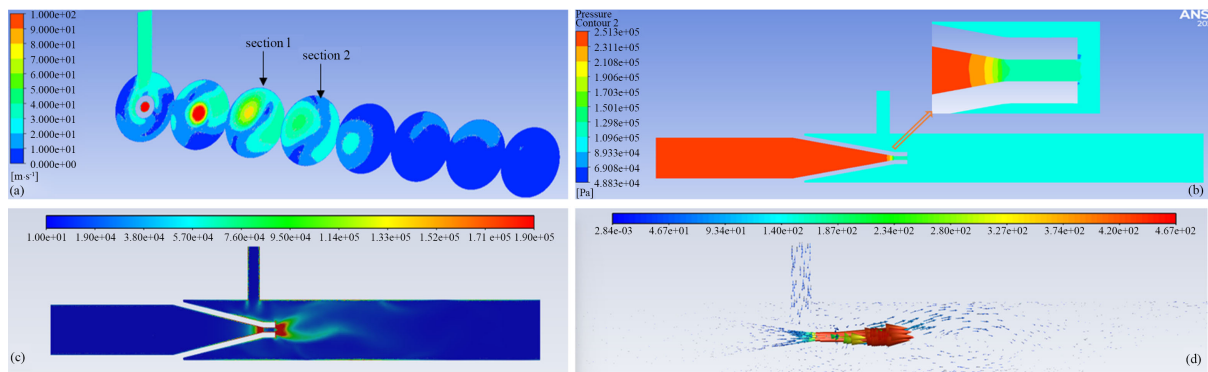 1.000e+02
9.000e+01
8.000e+01
7.000e+01
6.000e+01
5.000e+01
4.000e+01
3.000e+01
2.000e+01
1.000e+01
0.000e+00
[m·s⁻¹]
(a)
section 1
section 2
Pressure
Contour 2
2.513e+05
2.311e+05
2.108e+05
1.906e+05
1.703e+05
1.501e+05
1.298e+05
1.096e+05
8.933e+04
6.908e+04
4.883e+04
[Pa]
ANS
20
(b)
1.00e+01 1.90e+04 3.80e+04 5.70e+04 7.60e+04 9.50e+04 1.14e+05 1.33e+05 1.52e+05 1.71 e+05 1.90e+05
(c)
2.84e-03 4.67e+01 9.34e+01 1.40e+02 1.87e+02 2.34e+02 2.80e+02 3.27e+02 3.74e+02 4.20e+02 4.67e+02
(d)